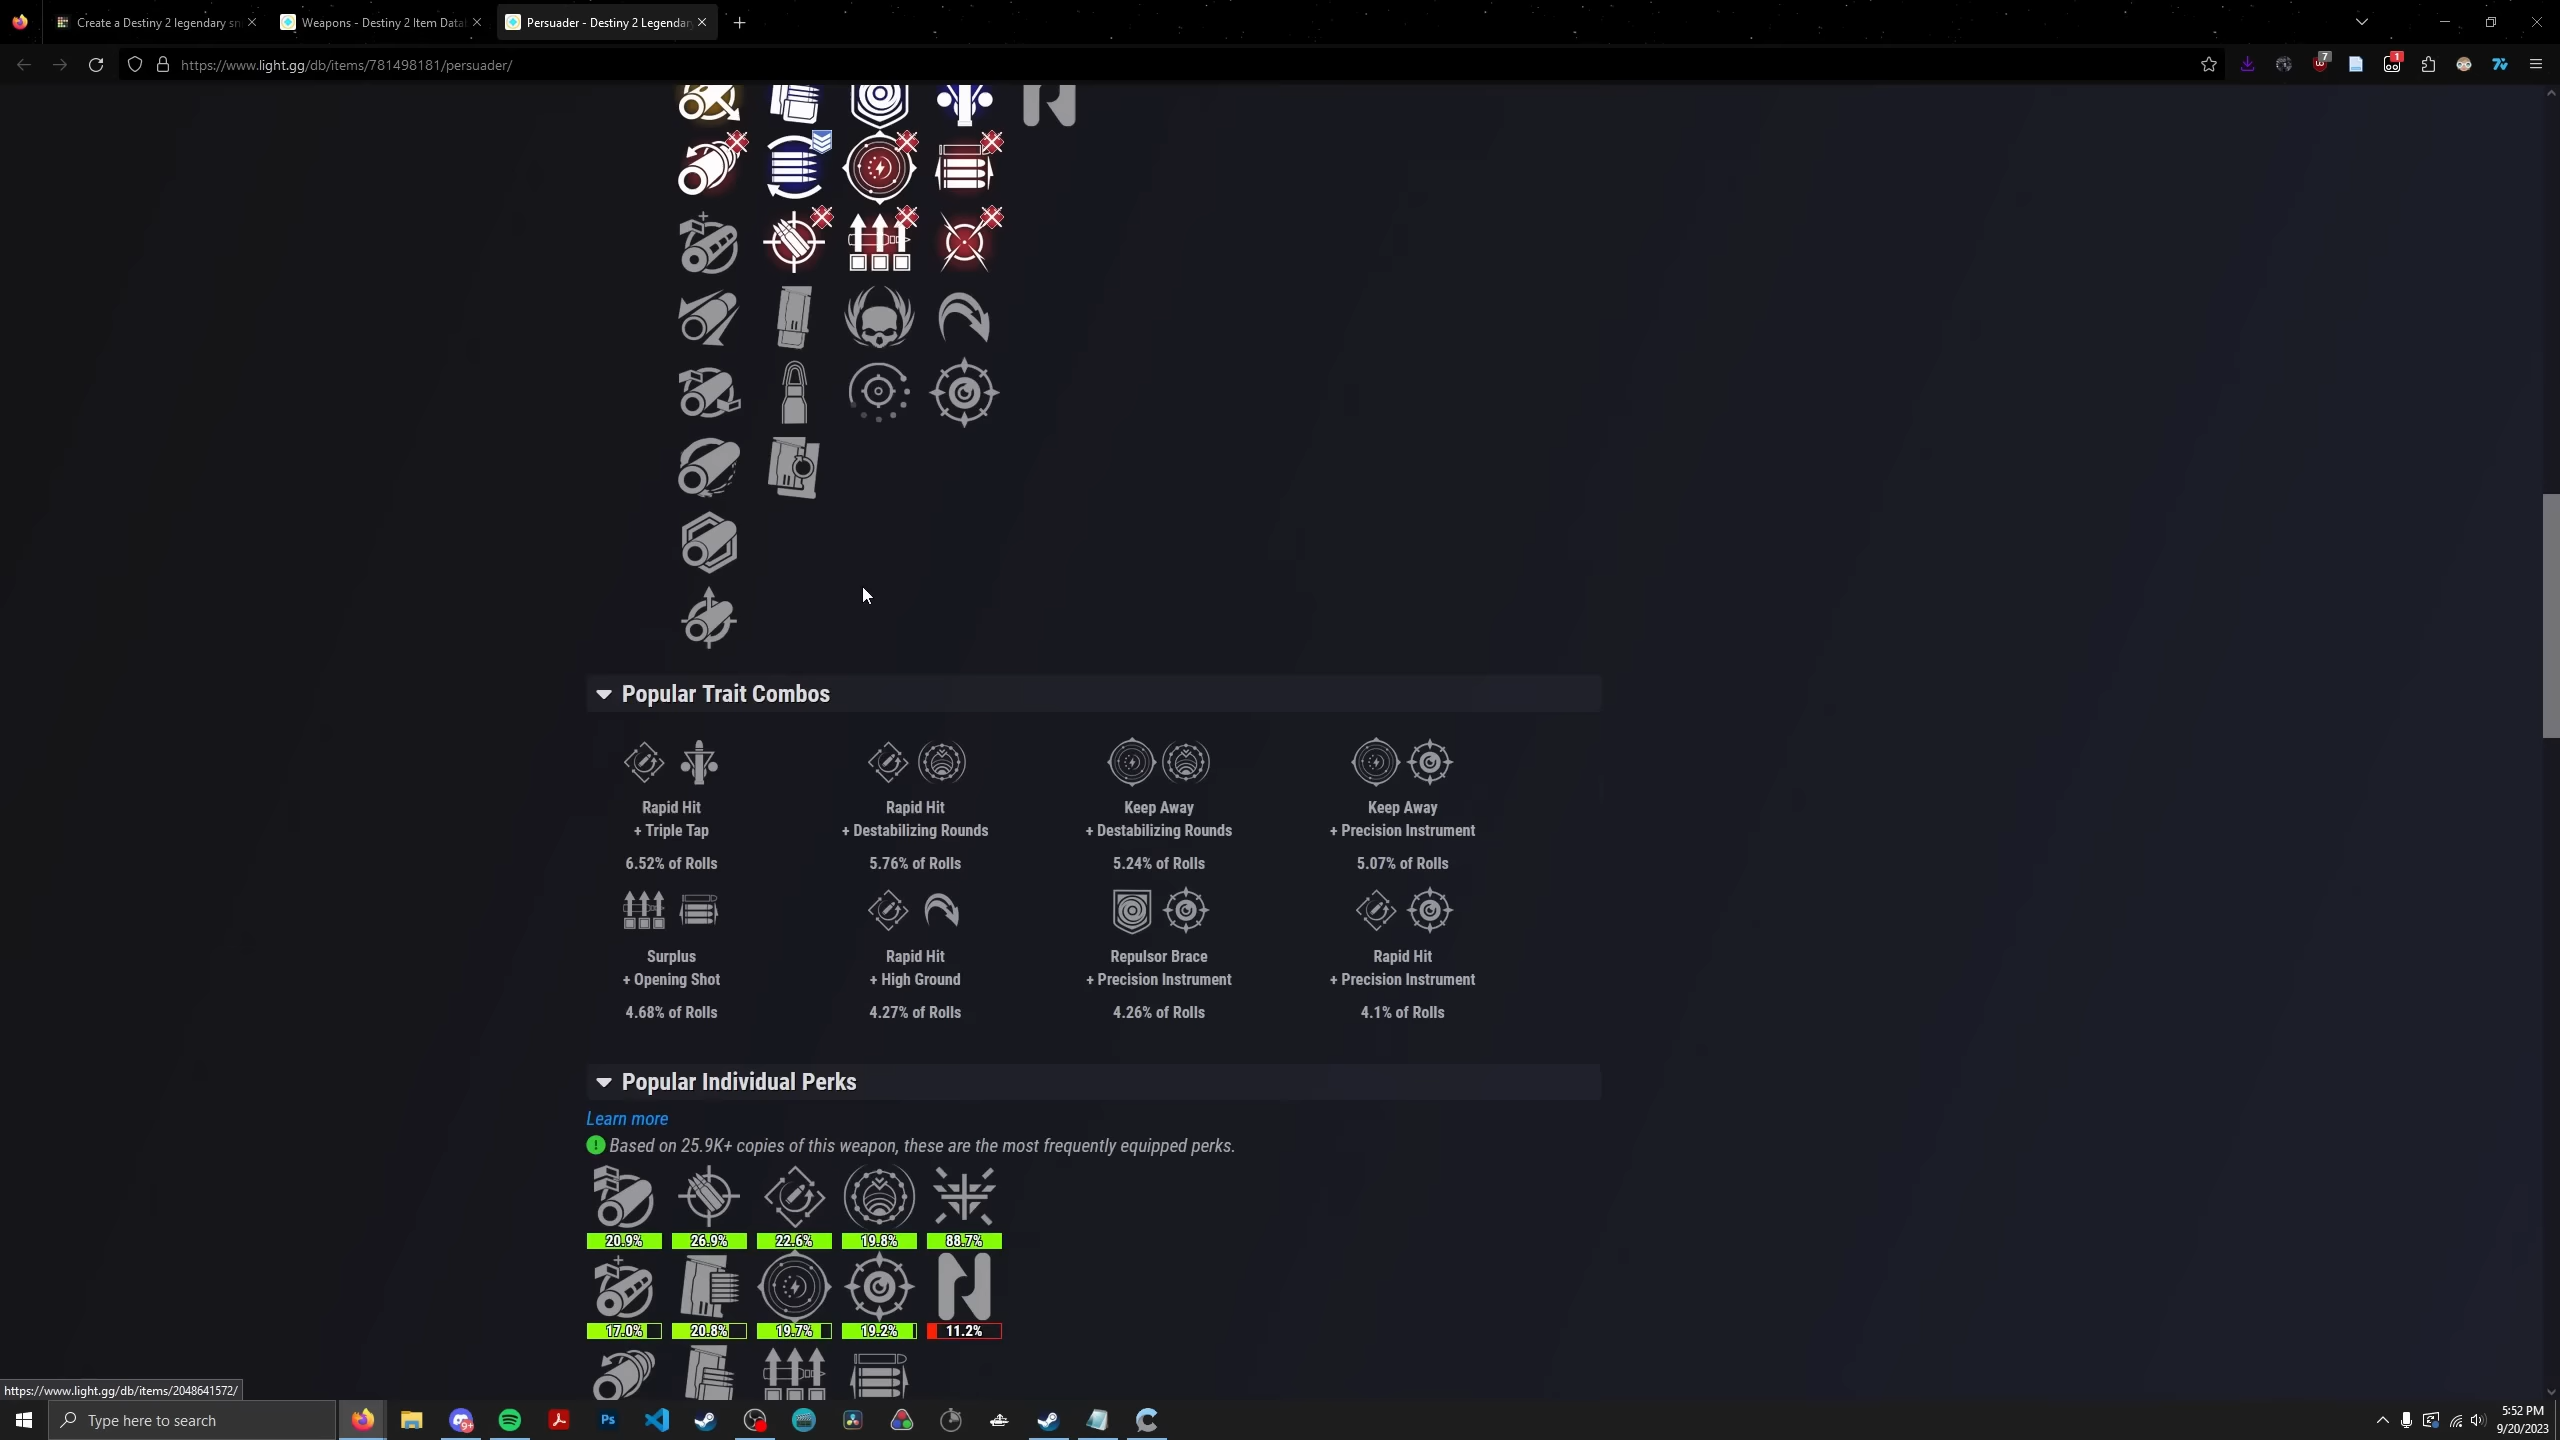 Create a Destiny 2 legendary sn
Weapons - Destiny 2 Item Data
Persuader - Destiny 2 Legendar
https://www.light.gg/db/items/781498181/persuader/
7
1
Popular Trait Combos
Rapid Hit
+ Triple Tap
6.52% of Rolls
Rapid Hit
+ Destabilizing Rounds
5.76% of Rolls
Keep Away
+ Destabilizing Rounds
5.24% of Rolls
Keep Away
+ Precision Instrument
5.07% of Rolls
Surplus
+ Opening Shot
4.68% of Rolls
Rapid Hit
+ High Ground
4.27% of Rolls
Repulsor Brace
+ Precision Instrument
4.26% of Rolls
Rapid Hit
+ Precision Instrument
4.1% of Rolls
Popular Individual Perks
Learn more
Based on 25.9K+ copies of this weapon, these are the most frequently equipped perks.
20.9% 26.9% 22.6% 19.8% 88.7%
17.0% 20.8% 19.7% 19.2% 11.2%
https://www.light.gg/db/items/2048641572/
Type here to search
9+
Ps
5:52 PM
9/20/2023